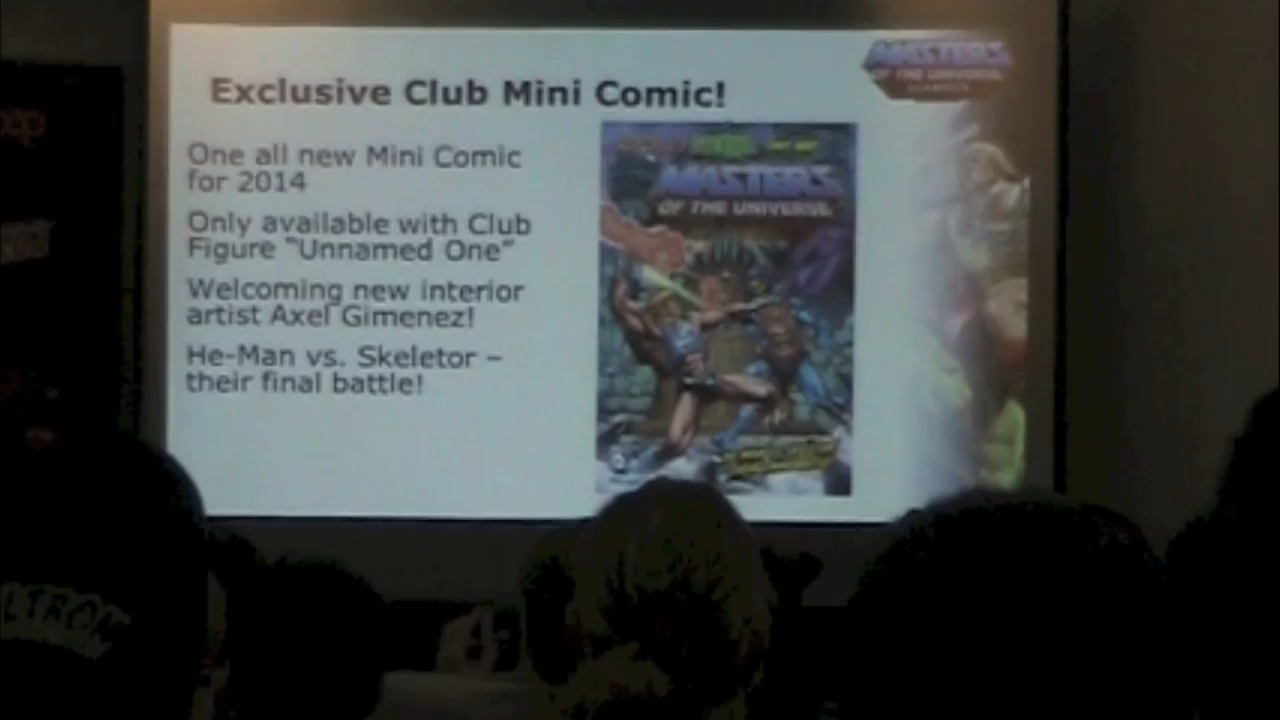 Exclusive Club Mini Comic!
One all new Mini Comic
for 2014
Only available with Club
Figure “Unnamed One”
Welcoming new interior
artist Axel Gimenez!
He-Man vs. Skeletor –
their final battle!
MASTERS
OF THE UNIVERSE
MASTERS
OF THE UNIVERSE
CLASSICS